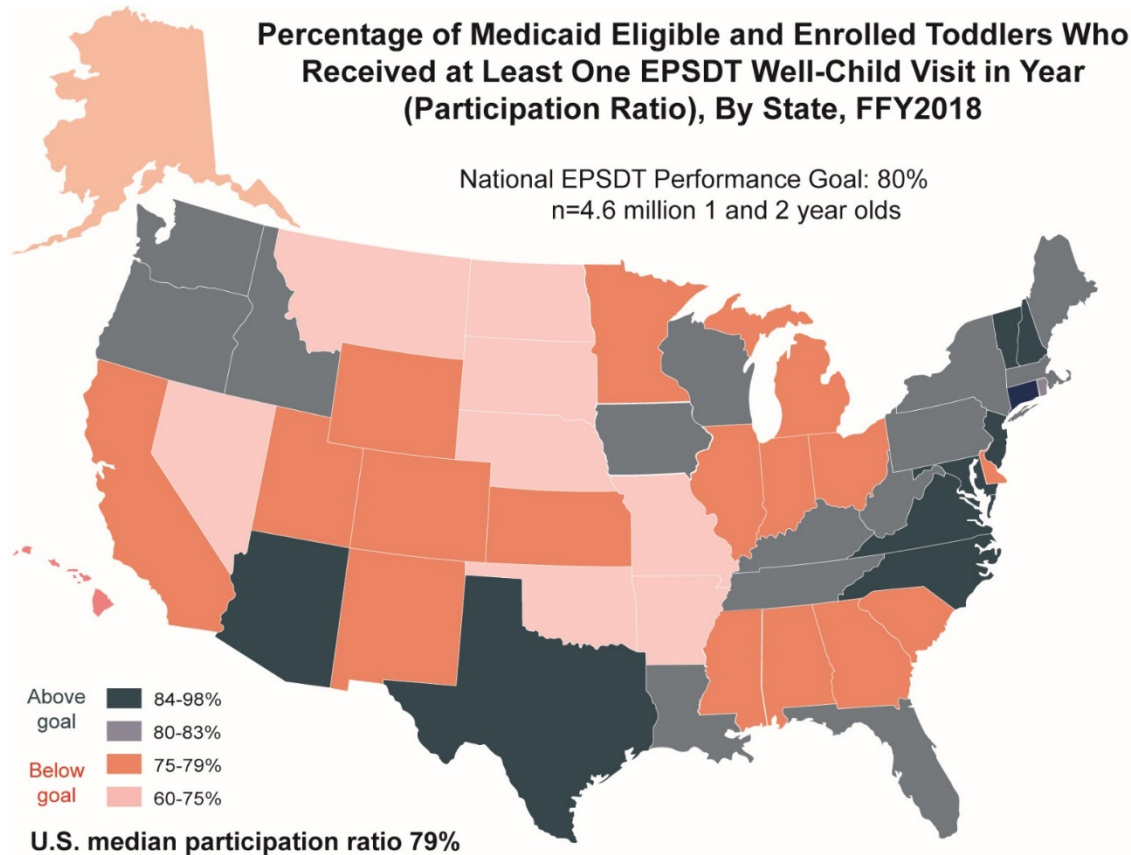 Percentage of Medicaid Eligible and Enrolled Toddlers Who
Received at Least One EPSDT Well-Child Visit in Year
(Participation Ratio), By State, FFY2018
National EPSDT Performance Goal: 80%
n=4.6 million 1 and 2 year olds
Above
goal
84-98%
80-83%
Below
goal
75-79%
60-75%
U.S. median participation ratio 79%